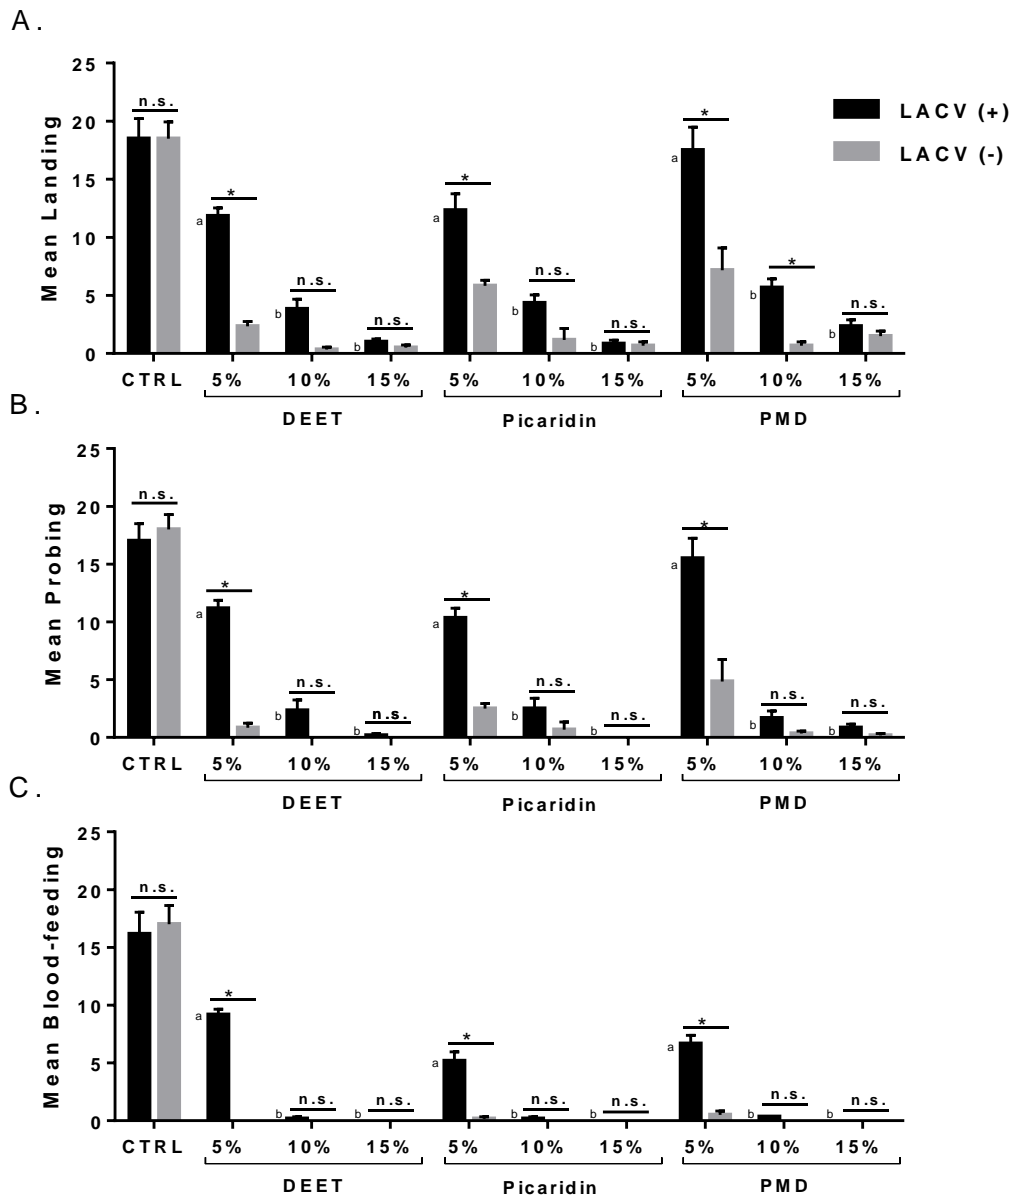 A.
25
20
15
10
5
0
Mean Landing
n.s.
a
*
b
n.s.
b
n.s.
a
*
b
n.s.
b
n.s.
a
*
b
*
b
n.s.
LACV (+)
LACV (-)
CTRL 5% 10% 15% 5% 10% 15% 5% 10% 15%
DEET Picaridin PMD
B.
25
20
15
10
5
0
Mean Probing
n.s.
a
*
b
n.s.
b
n.s.
a
*
b
n.s.
b
n.s.
a
*
b
n.s.
b
n.s.
CTRL 5% 10% 15% 5% 10% 15% 5% 10% 15%
DEET Picaridin PMD
C.
25
20
15
10
5
0
Mean Blood-feeding
n.s.
a
*
b
n.s.
b
n.s.
a
*
b
n.s.
b
n.s.
a
*
b
n.s.
b
n.s.
CTRL 5% 10% 15% 5% 10% 15% 5% 10% 15%
DEET Picaridin PMD